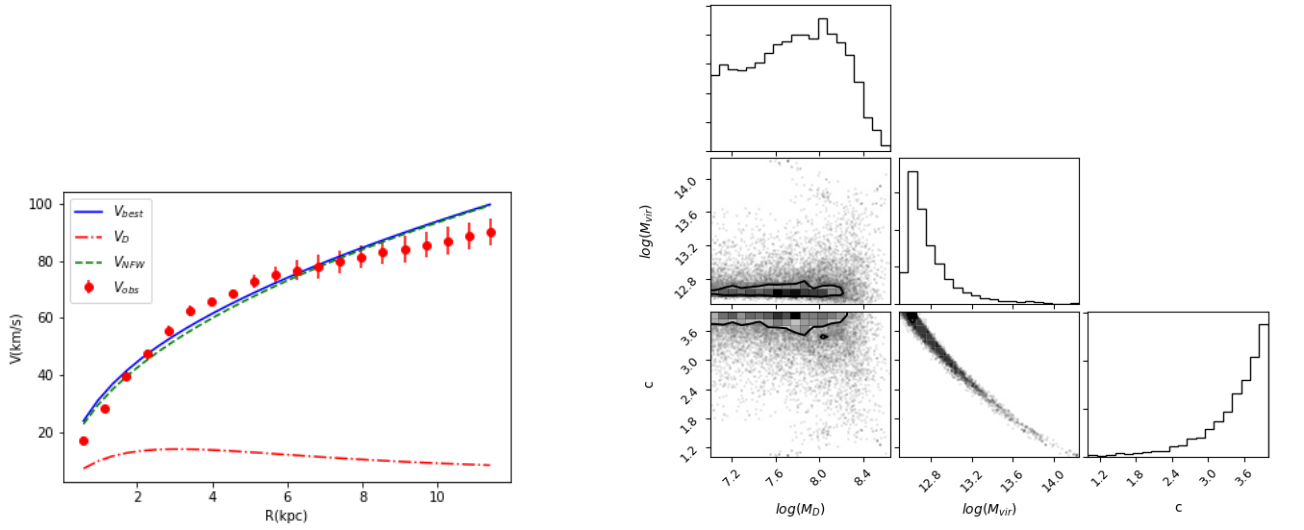 100
80
60
40
20
V(km/s)
V_best
V_D
V_NFW
V_obs
2 4 6 8 10
R(kpc)
14.0
13.6
13.2
12.8
log(M_vir)
3.6
3.0
2.4
1.8
1.2
c
7.2 7.6 8.0 8.4
log(M_D)
12.8 13.2 13.6 14.0
log(M_vir)
1.2 1.8 2.4 3.0 3.6
c